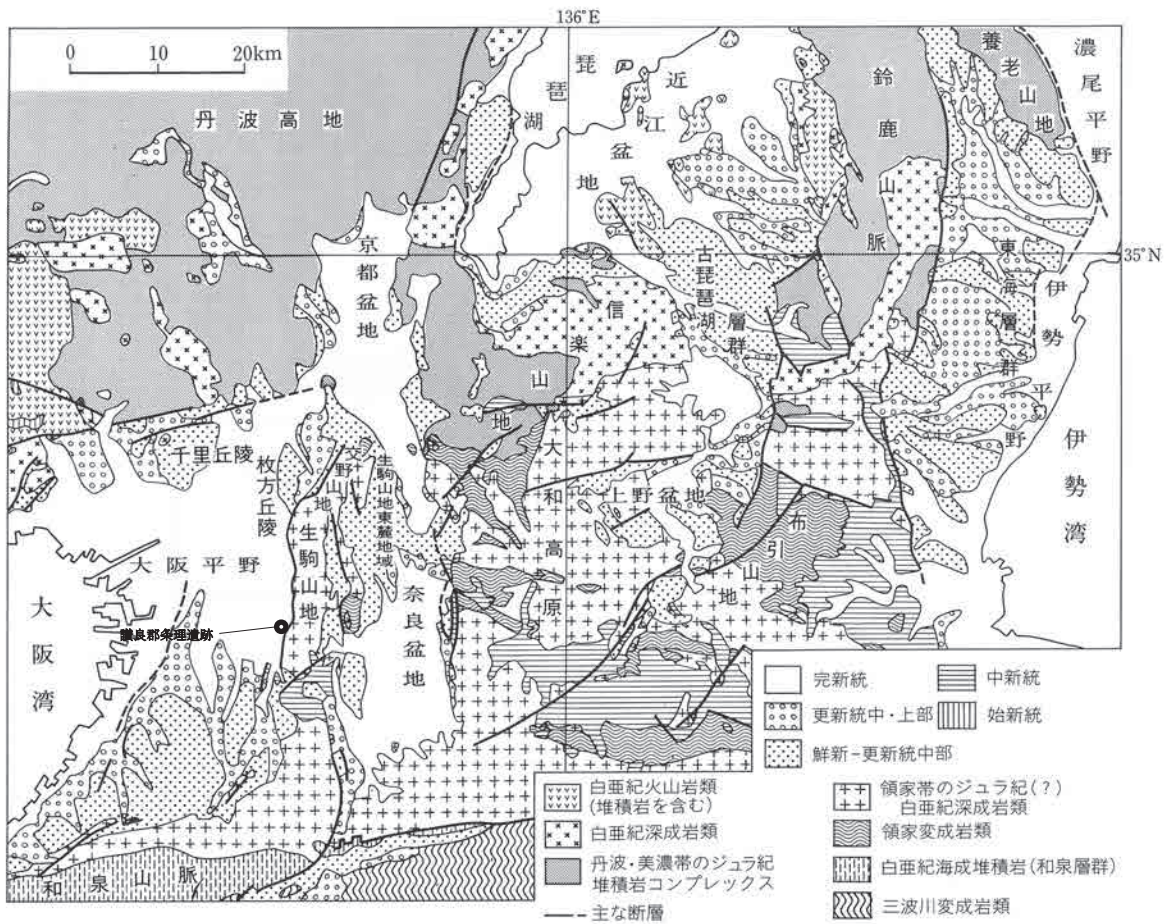 136°E
0 10 20km
丹波高地
琵琶湖
近江盆地
鈴鹿山脈
養老山地
濃尾平野
35°N
京都盆地
古琵琶湖層群
東海層群
伊勢平野
伊勢湾
信楽山地
千里丘陵
枚方丘陵
交野山地
生駒山地
生駒山地東麓地域
大和高原
上野盆地
布引山地
大阪平野
奈良盆地
大阪湾
讃良郡条理遺跡
和泉山脈
完新統
中新統
更新統中・上部
始新統
鮮新-更新統中部
白亜紀火山岩類
(堆積岩を含む)
領家帯のジュラ紀(?)
白亜紀深成岩類
白亜紀深成岩類
領家変成岩類
丹波・美濃帯のジュラ紀
堆積岩コンプレックス
白亜紀海成堆積岩(和泉層群)
主な断層
三波川変成岩類